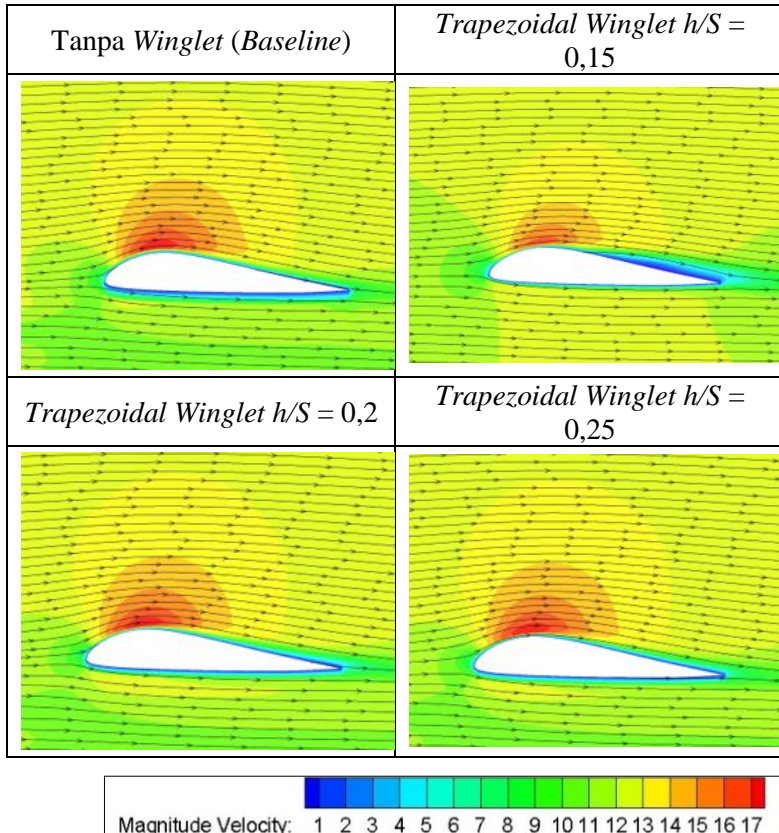 Tanpa Winglet (Baseline)
Trapezoidal Winglet h/S =
0,15
Trapezoidal Winglet h/S = 0,2
Trapezoidal Winglet h/S =
0,25
Magnitude Velocity: 1 2 3 4 5 6 7 8 9 10 11 12 13 14 15 16 17